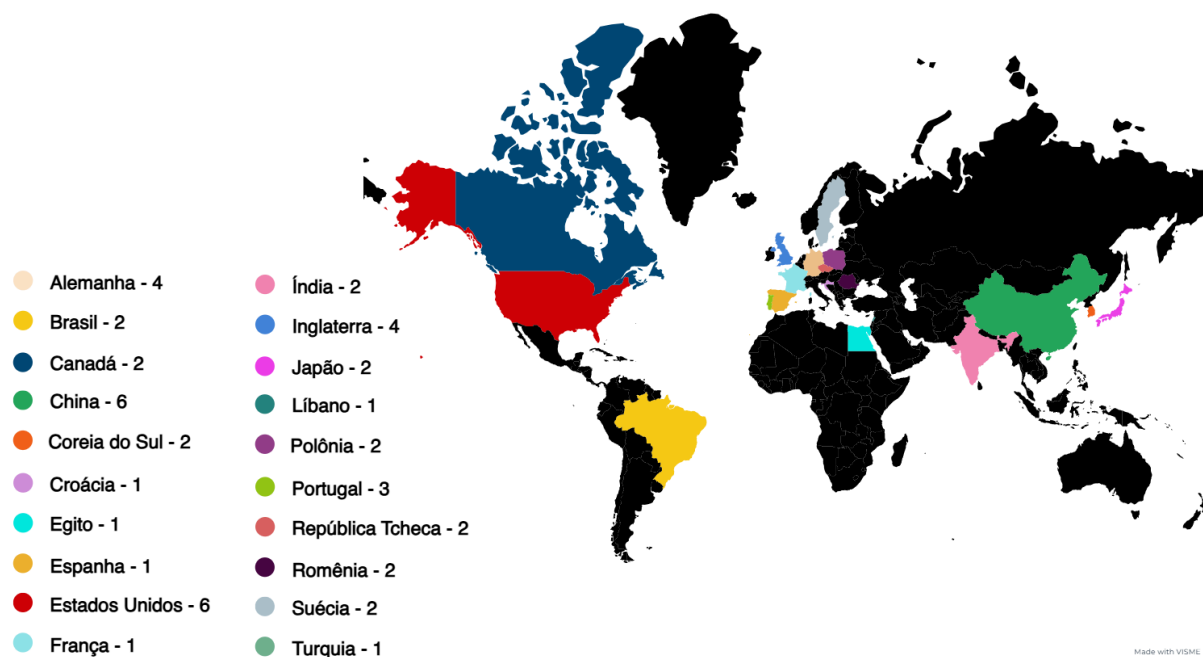 Alemanha - 4
Brasil - 2
Canadá - 2
China - 6
Coreia do Sul - 2
Croácia - 1
Egito - 1
Espanha - 1
Estados Unidos - 6
França - 1
Índia - 2
Inglaterra - 4
Japão - 2
Líbano - 1
Polônia - 2
Portugal - 3
República Tcheca - 2
Romênia - 2
Suécia - 2
Turquia - 1
Made with VISME